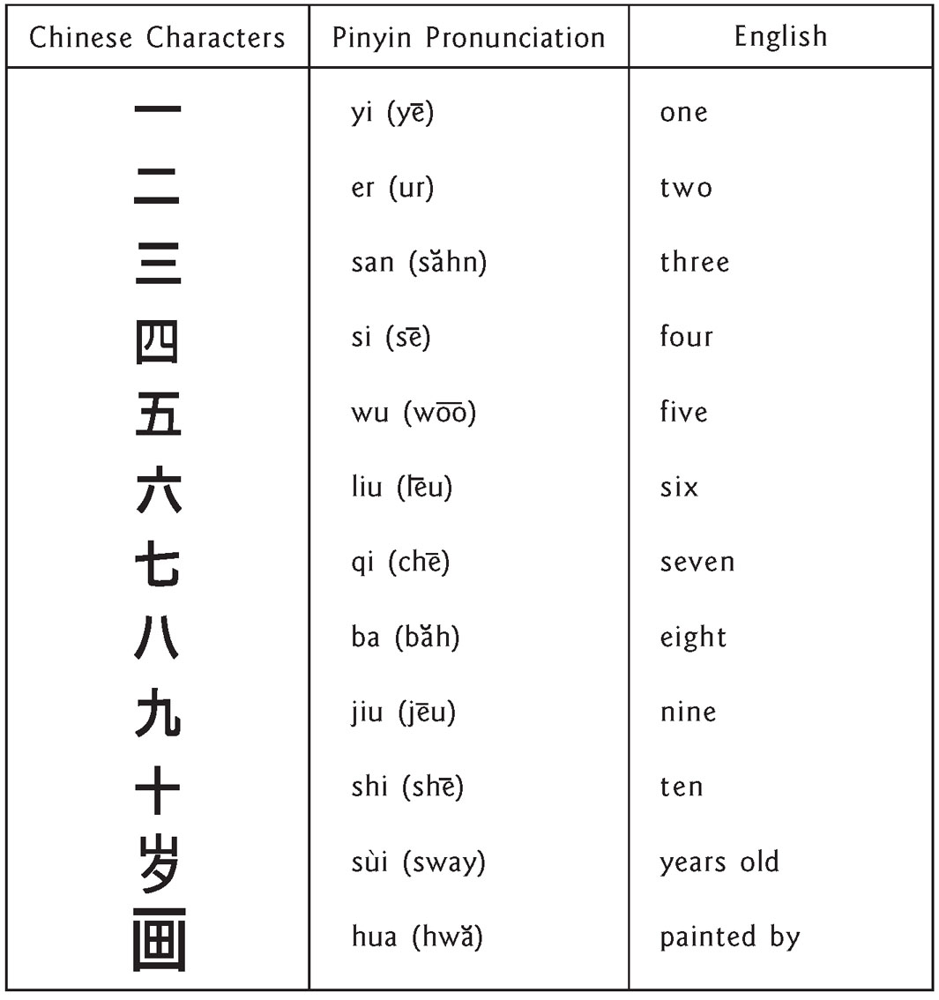 Chinese Characters Pinyin Pronunciation English
一 yi (yē) one
二 er (ur) two
三 san (săhn) three
四 si (sē) four
五 wu (wo͞o) five
六 liu (lēu) six
七 qi (chē) seven
八 ba (băh) eight
九 jiu (jēu) nine
十 shi (shē) ten
岁 sùi (sway) years old
画 hua (hwă) painted by